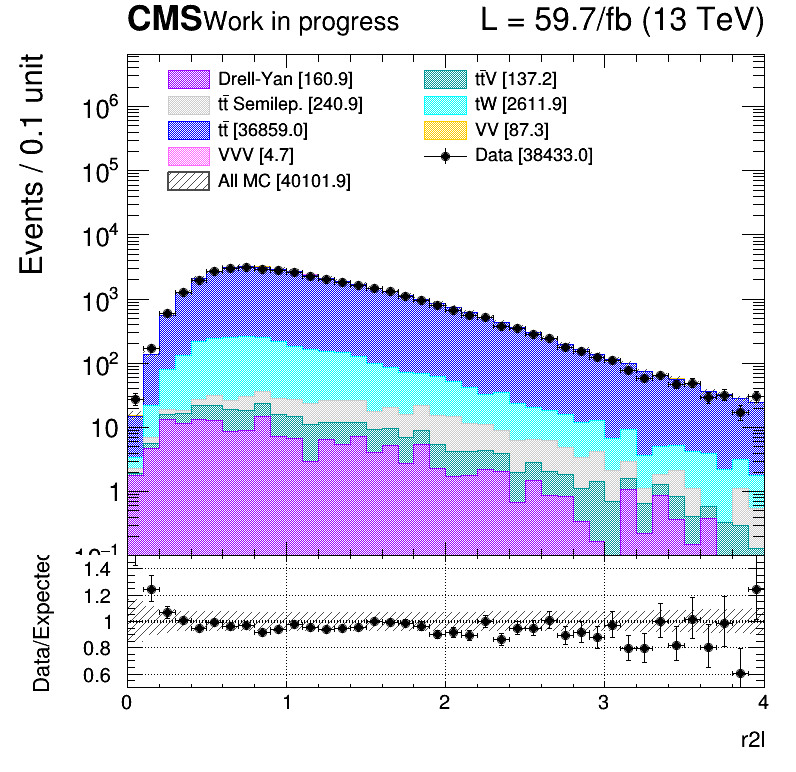 CMS Work in progress L = 59.7/fb (13 TeV)
Events / 0.1 unit
Drell-Yan [160.9]
tt̄V [137.2]
tt̄ Semilep. [240.9]
tW [2611.9]
tt̄ [36859.0]
VV [87.3]
VVV [4.7]
Data [38433.0]
All MC [40101.9]
10⁶
10⁵
10⁴
10³
10²
10
1
10⁻¹
Data/Expected
1.4
1.2
1
0.8
0.6
0 1 2 3 4
r2l